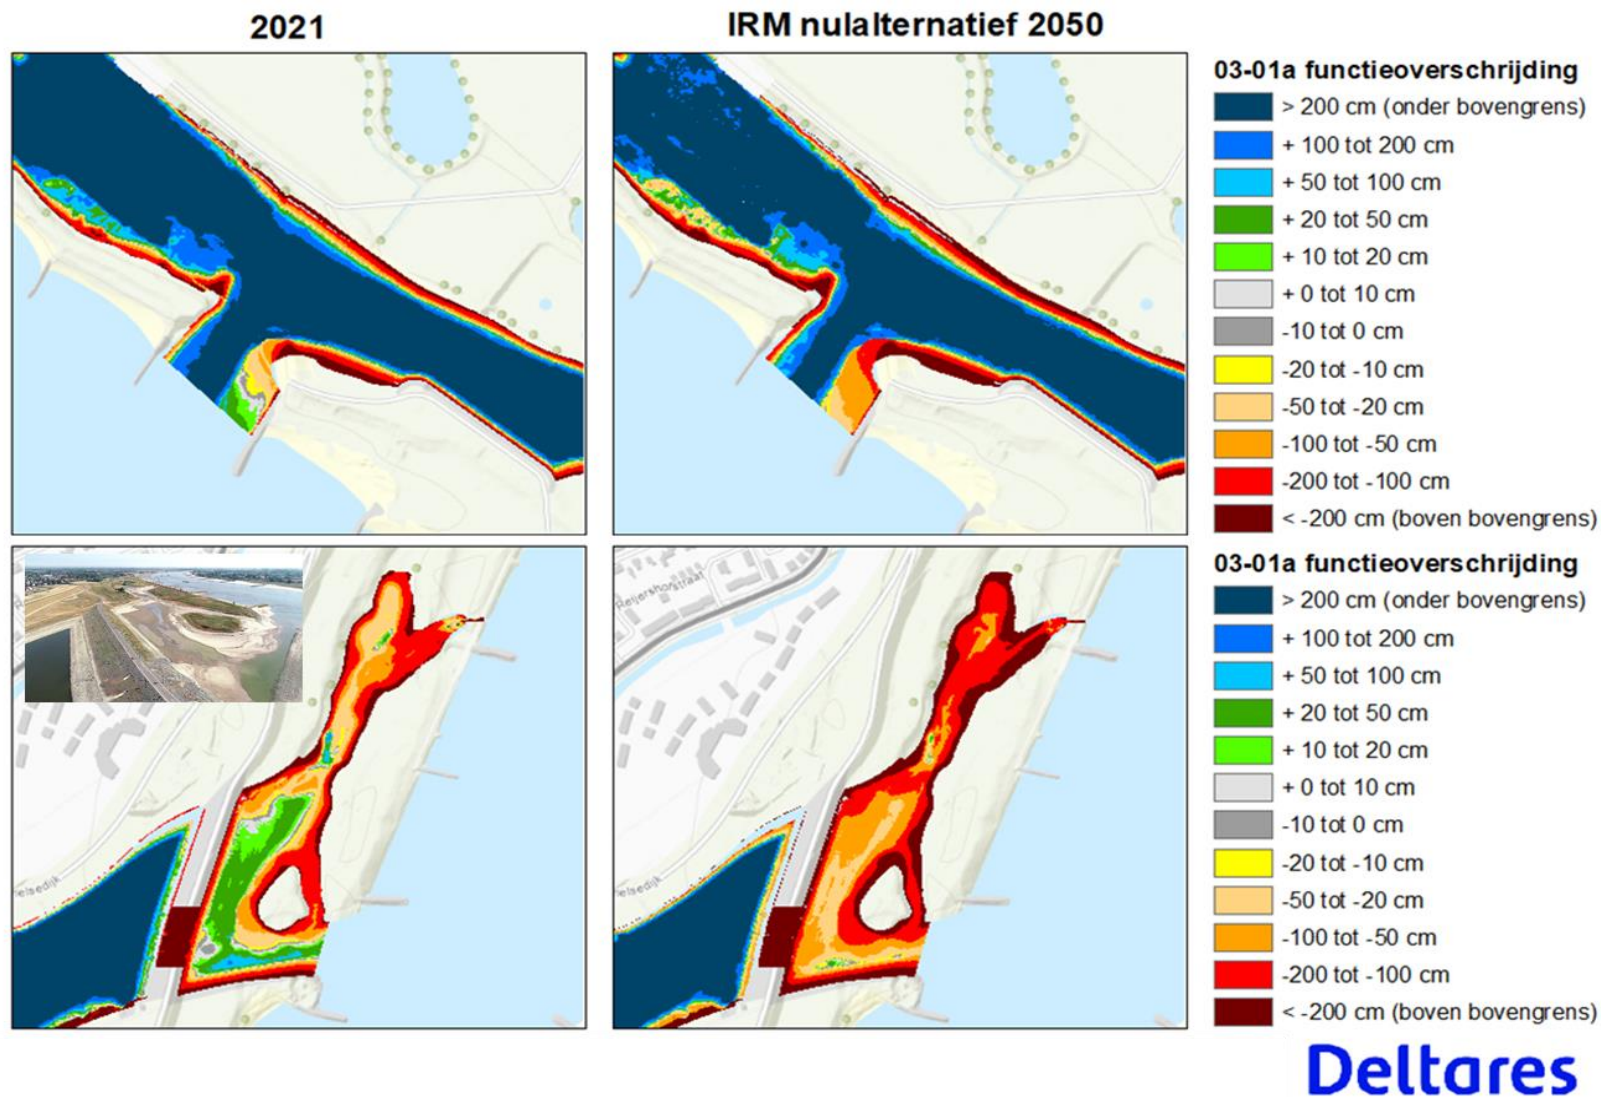 2021
IRM nulalternatief 2050
03-01a functieoverschrijding
> 200 cm (onder bovengrens)
+ 100 tot 200 cm
+ 50 tot 100 cm
+ 20 tot 50 cm
+ 10 tot 20 cm
+ 0 tot 10 cm
-10 tot 0 cm
-20 tot -10 cm
-50 tot -20 cm
-100 tot -50 cm
-200 tot -100 cm
< -200 cm (boven bovengrens)
03-01a functieoverschrijding
> 200 cm (onder bovengrens)
+ 100 tot 200 cm
+ 50 tot 100 cm
+ 20 tot 50 cm
+ 10 tot 20 cm
+ 0 tot 10 cm
-10 tot 0 cm
-20 tot -10 cm
-50 tot -20 cm
-100 tot -50 cm
-200 tot -100 cm
< -200 cm (boven bovengrens)
Deltares